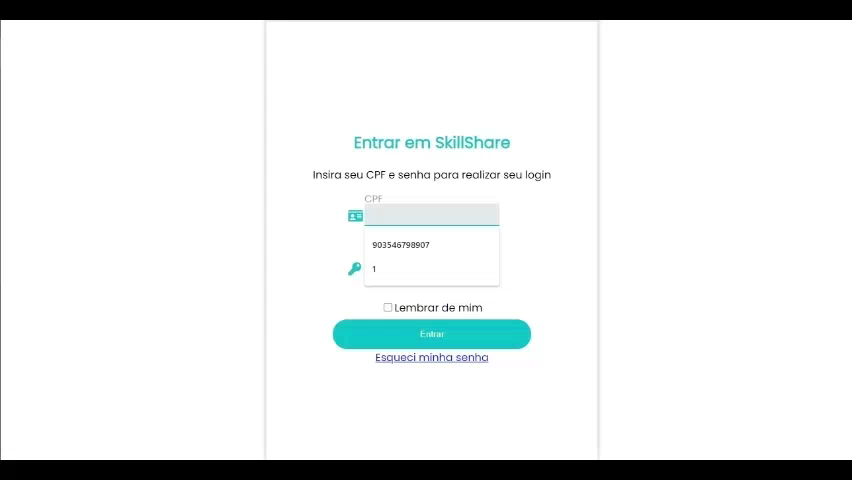 Entrar em SkillShare
Insira seu CPF e senha para realizar seu login
CPF
903546798907
1
Lembrar de mim
Entrar
Esqueci minha senha